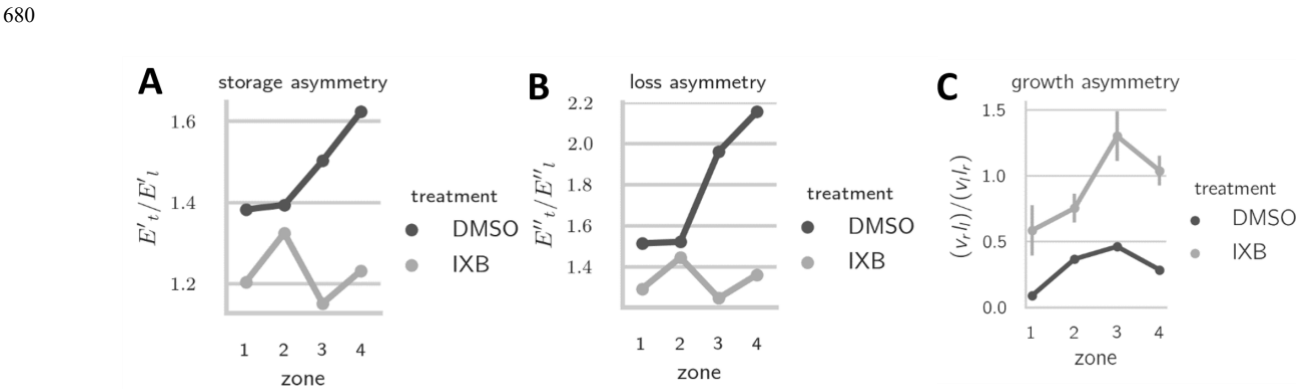 680
A
storage asymmetry
1.6
1.4
1.2
E't/E'l
1 2 3 4
zone
treatment
DMSO
IXB
B
loss asymmetry
2.2
2.0
1.8
1.6
1.4
E''t/E''l
1 2 3 4
zone
treatment
DMSO
IXB
C
growth asymmetry
1.5
1.0
0.5
0.0
(vrll)/(vllr)
1 2 3 4
zone
treatment
DMSO
IXB